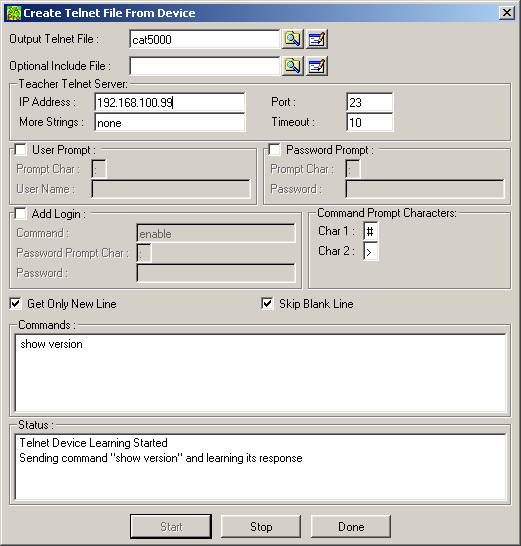 Create Telnet File From Device
Output Telnet File : cat5000
Optional Include File :
Teacher Telnet Server:
IP Address : 192.168.100.99 Port : 23
More Strings : none Timeout : 10
User Prompt : Password Prompt :
Prompt Char : : Prompt Char : :
User Name : Password :
Add Login : Command Prompt Characters:
Command : enable Char 1 : #
Password Prompt Char : : Char 2 : >
Password :
Get Only New Line Skip Blank Line
Commands :
show version
Status :
Telnet Device Learning Started
Sending command "show version" and learning its response
Start Stop Done